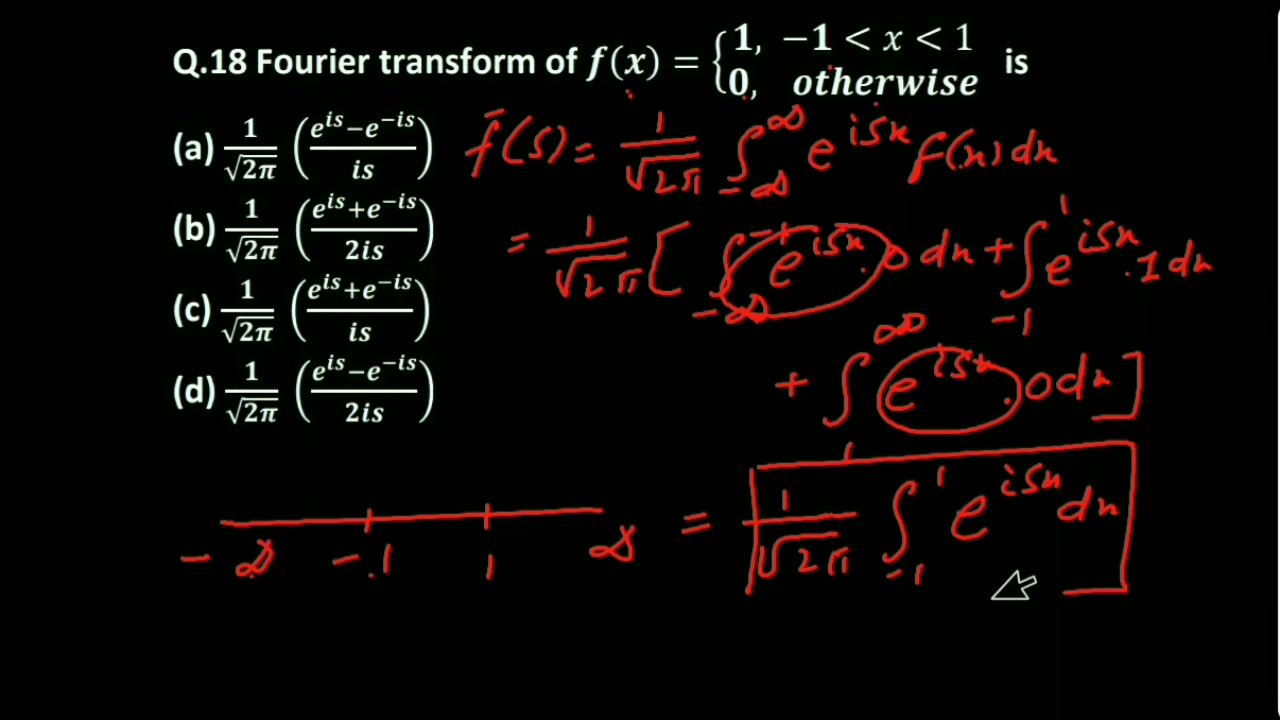 Q.18 Fourier transform of f(x) = {1, −1 < x < 1
0, otherwise is
(a) 1/√2π ((e^is − e^−is)/is)
(b) 1/√2π ((e^is + e^−is)/2is)
(c) 1/√2π ((e^is + e^−is)/is)
(d) 1/√2π ((e^is − e^−is)/2is)
f̄(s) = 1/√2π ∫_−∞^∞ e^isx f(x) dx
= 1/√2π [ ∫_−∞^−1 e^isx . 0 dx + ∫_−1^1 e^isx . 1 dx
+ ∫_1^∞ e^isx . 0 dx ]
= 1/√2π ∫_−1^1 e^isx dx
−∞ −1 1 ∞